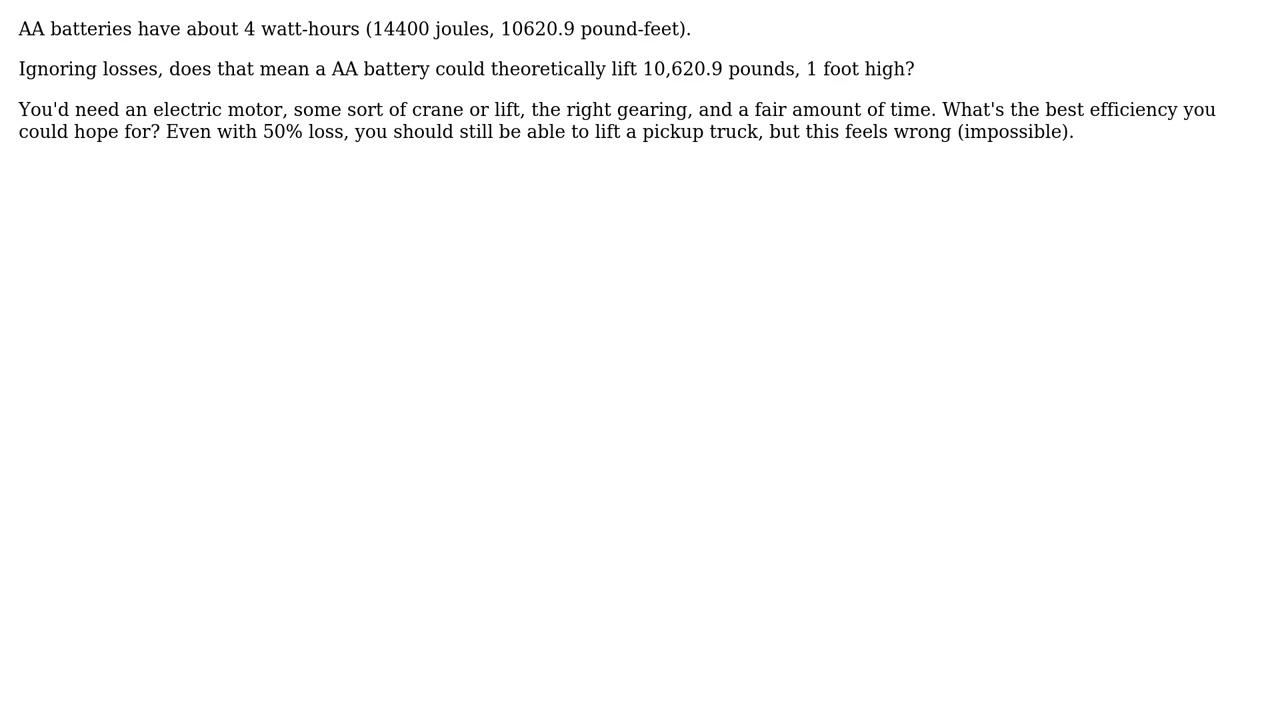 AA batteries have about 4 watt-hours (14400 joules, 10620.9 pound-feet).
Ignoring losses, does that mean a AA battery could theoretically lift 10,620.9 pounds, 1 foot high?
You'd need an electric motor, some sort of crane or lift, the right gearing, and a fair amount of time. What's the best efficiency you
could hope for? Even with 50% loss, you should still be able to lift a pickup truck, but this feels wrong (impossible).